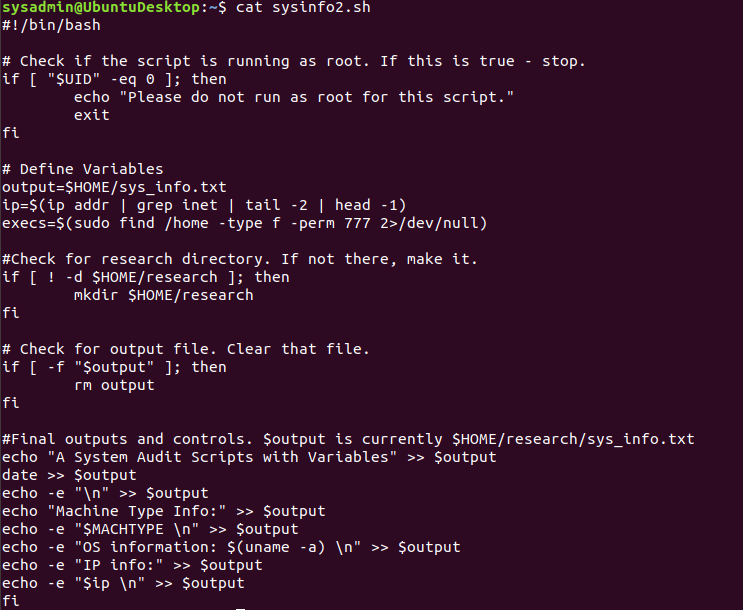 sysadmin@UbuntuDesktop:~$ cat sysinfo2.sh
#!/bin/bash

# Check if the script is running as root. If this is true - stop.
if [ "$UID" -eq 0 ]; then
        echo "Please do not run as root for this script."
        exit
fi

# Define Variables
output=$HOME/sys_info.txt
ip=$(ip addr | grep inet | tail -2 | head -1)
execs=$(sudo find /home -type f -perm 777 2>/dev/null)

#Check for research directory. If not there, make it.
if [ ! -d $HOME/research ]; then
        mkdir $HOME/research
fi

# Check for output file. Clear that file.
if [ -f "$output" ]; then
        rm output
fi

#Final outputs and controls. $output is currently $HOME/research/sys_info.txt
echo "A System Audit Scripts with Variables" >> $output
date >> $output
echo -e "\n" >> $output
echo "Machine Type Info:" >> $output
echo -e "$MACHTYPE \n" >> $output
echo -e "OS information: $(uname -a) \n" >> $output
echo -e "IP info:" >> $output
echo -e "$ip \n" >> $output
fi